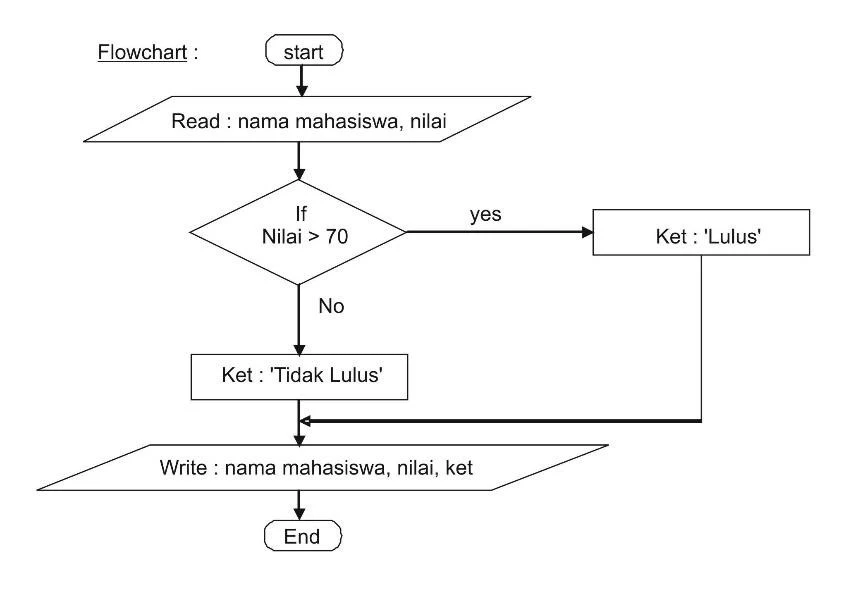 Flowchart :
start
Read : nama mahasiswa, nilai
If
Nilai > 70
yes
Ket : 'Lulus'
No
Ket : 'Tidak Lulus'
Write : nama mahasiswa, nilai, ket
End